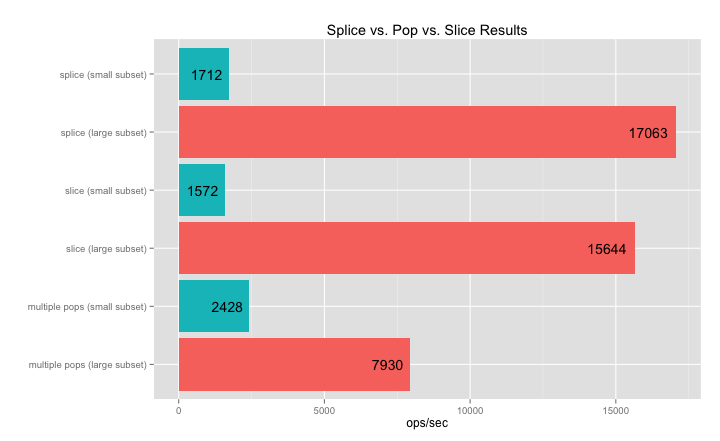 Splice vs. Pop vs. Slice Results
splice (small subset)
1712
splice (large subset)
17063
slice (small subset)
1572
slice (large subset)
15644
multiple pops (small subset)
2428
multiple pops (large subset)
7930
0 5000 10000 15000
ops/sec